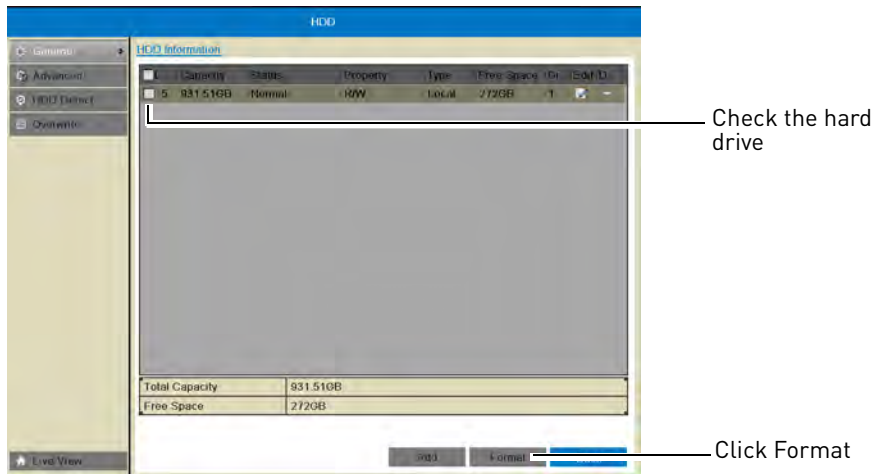 HDD
General
HDD Information
Advanced
L Capacity Status Property Type Free Space Gr. Edit D.
5 931.51GB Normal R/W Local 272GB 1
HDD Detect
Overwrite
Check the hard
drive
Total Capacity 931.51GB
Free Space 272GB
Live View
Add Format
Click Format